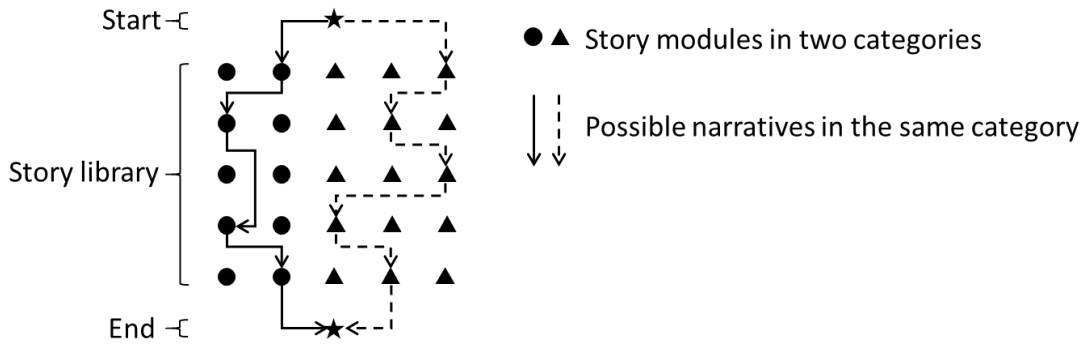 Start
Story modules in two categories
Possible narratives in the same category
Story library
End